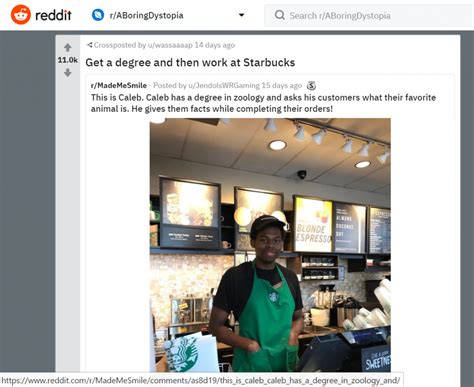 reddit
r/ABoringDystopia
Search r/ABoringDystopia
Crossposted by u/wassaaaap 14 days ago
11.0k
Get a degree and then work at Starbucks
r/MadeMeSmile · Posted by u/JendolsWRGaming 15 days ago
This is Caleb. Caleb has a degree in zoology and asks his customers what their favorite
animal is. He gives them facts while completing their orders!
BLONDE
ESPRESSO
ALWAYS
COCONUT
SWEETNE
https://www.reddit.com/r/MadeMeSmile/comments/as8d19/this_is_caleb_caleb_has_a_degree_in_zoology_and/